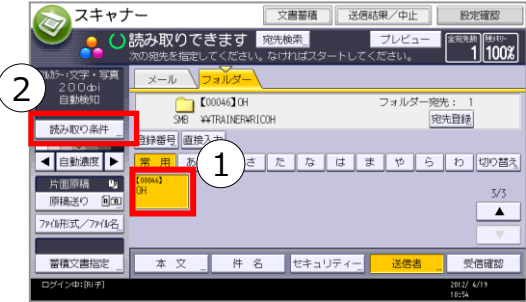 スキャナー
文書蓄積 送信結果／中止 設定確認
読み取りできます 宛先検索 プレビュー 全宛先数 残ﾒﾓﾘｰ
次の宛先を指定してください。なければスタートしてください。 1 100%
ﾌﾙｶﾗｰ:文字・写真
200dpi
自動検知
2
読み取り条件
メール フォルダー
【00046】OH フォルダー宛先： 1
SMB ¥¥TRAINER¥RICOH 宛先登録
登録番号 直接入力
自動濃度
常用 あ さ た な は ま や ら わ 切り替え
1
片面原稿
原稿送り
【00046】
OH
3/3
ﾌｧｲﾙ形式／ﾌｧｲﾙ名
蓄積文書指定 本文 件名 セキュリティー 送信者 受信確認
ログイン中:[RI子]
2012/ 4/19
10:54